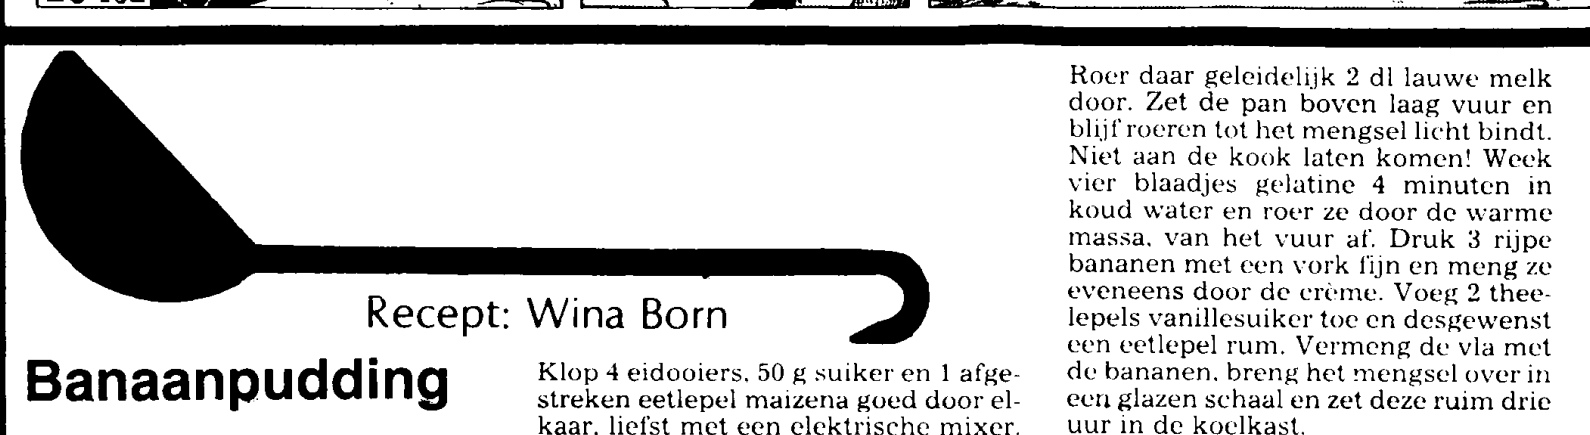 Recept: Wina Born
Banaanpudding
Klop 4 eidooiers, 50 g suiker en 1 afge-
streken eetlepel maizena goed door el-
kaar, liefst met een elektrische mixer.
Roer daar geleidelijk 2 dl lauwe melk
door. Zet de pan boven laag vuur en
blijf roeren tot het mengsel licht bindt.
Niet aan de kook laten komen! Week
vier blaadjes gelatine 4 minuten in
koud water en roer ze door de warme
massa, van het vuur af. Druk 3 rijpe
bananen met een vork fijn en meng ze
eveneens door de crème. Voeg 2 thee-
lepels vanillesuiker toe en desgewenst
een eetlepel rum. Vermeng de vla met
de bananen, breng het mengsel over in
een glazen schaal en zet deze ruim drie
uur in de koelkast.